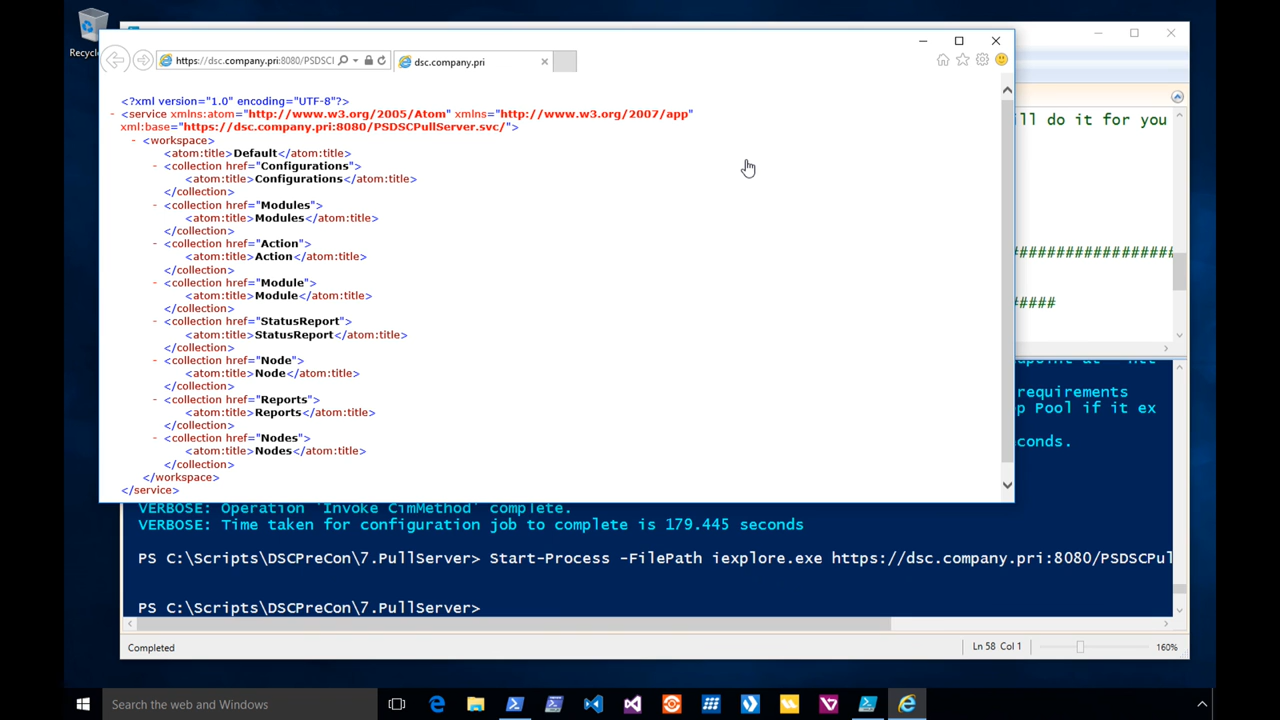 Recycle
https://dsc.company.pri:8080/PSDSCI
dsc.company.pri
<?xml version="1.0" encoding="UTF-8"?>
- <service xmlns:atom="http://www.w3.org/2005/Atom" xmlns="http://www.w3.org/2007/app"
xml:base="https://dsc.company.pri:8080/PSDSCPullServer.svc/">
- <workspace>
<atom:title>Default</atom:title>
- <collection href="Configurations">
<atom:title>Configurations</atom:title>
</collection>
- <collection href="Modules">
<atom:title>Modules</atom:title>
</collection>
- <collection href="Action">
<atom:title>Action</atom:title>
</collection>
- <collection href="Module">
<atom:title>Module</atom:title>
</collection>
- <collection href="StatusReport">
<atom:title>StatusReport</atom:title>
</collection>
- <collection href="Node">
<atom:title>Node</atom:title>
</collection>
- <collection href="Reports">
<atom:title>Reports</atom:title>
</collection>
- <collection href="Nodes">
<atom:title>Nodes</atom:title>
</collection>
</workspace>
</service>
ll do it for you
##################
#####
requirements
p Pool if it ex
conds.
VERBOSE: Operation 'Invoke CimMethod' complete.
VERBOSE: Time taken for configuration job to complete is 179.445 seconds
PS C:\Scripts\DSCPreCon\7.PullServer> Start-Process -FilePath iexplore.exe https://dsc.company.pri:8080/PSDSCPul
PS C:\Scripts\DSCPreCon\7.PullServer>
Completed
Ln 58 Col 1
160%
Search the web and Windows